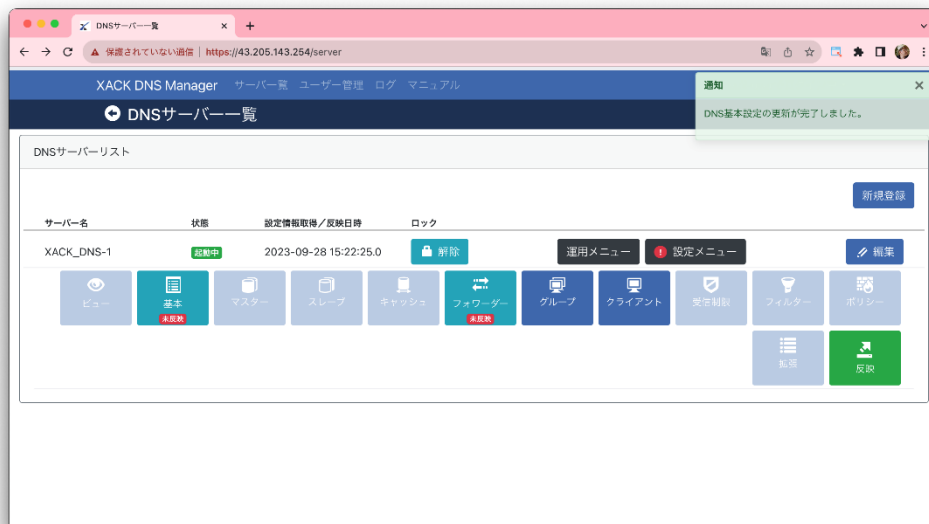 DNSサーバー一覧
保護されていない通信 | https://43.205.143.254/server
XACK DNS Manager サーバ一覧 ユーザー管理 ログ マニュアル
通知
DNS基本設定の更新が完了しました。
DNSサーバー一覧
DNSサーバーリスト
新規登録
サーバー名 状態 設定情報取得／反映日時 ロック
XACK_DNS-1 起動中 2023-09-28 15:22:25.0 解除 運用メニュー 設定メニュー 編集
ビュー 基本 マスター スレーブ キャッシュ フォワーダー グループ クライアント 受信制限 フィルター ポリシー
未反映 未反映
拡張 反映